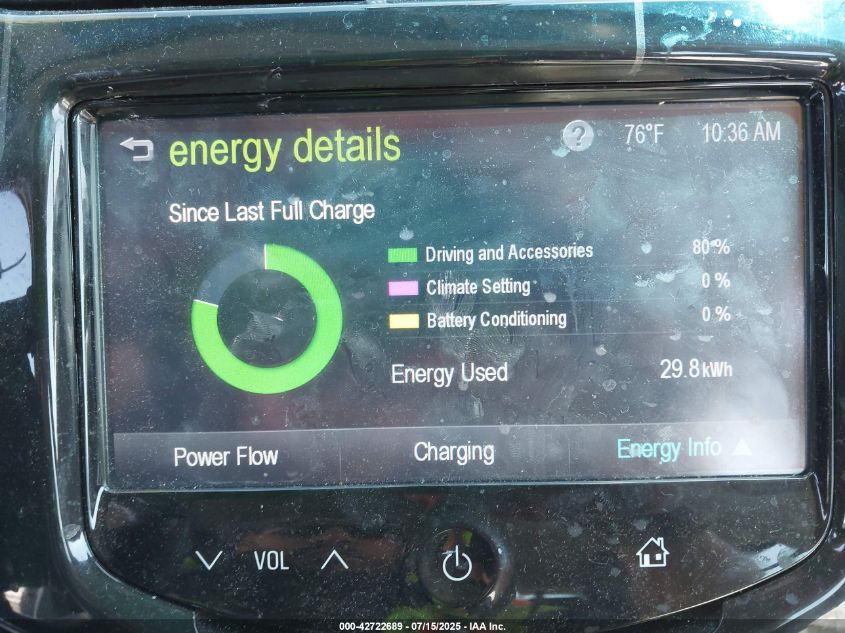 energy details
?
76°F
10:36 AM
Since Last Full Charge
Driving and Accessories 80 %
Climate Setting 0 %
Battery Conditioning 0 %
Energy Used 29.8 kWh
Power Flow
Charging
Energy Info ▲
VOL
000-42722689 - 07/15/2025 - IAA Inc.